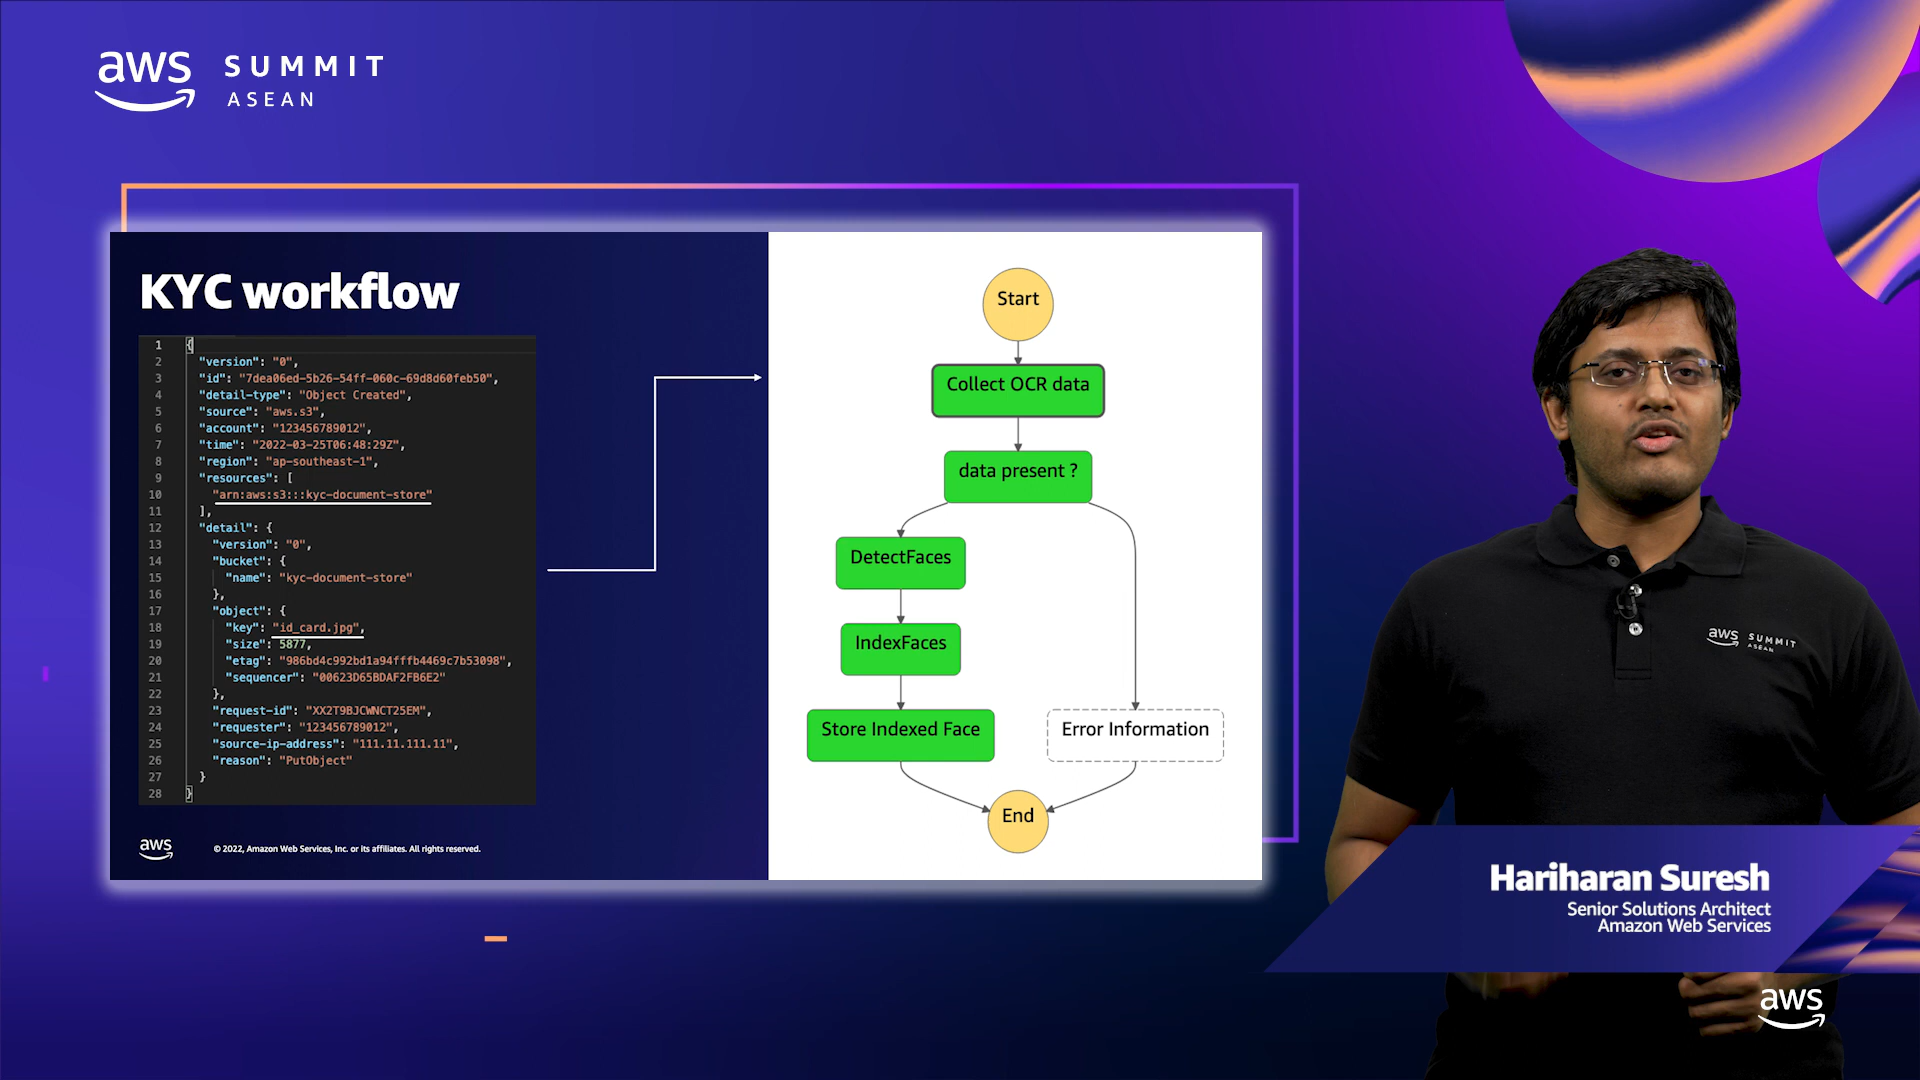 aws SUMMIT
ASEAN
KYC workflow
1 {
2 "version": "0",
3 "id": "7dea06ed-5b26-54ff-060c-69d8d60feb50",
4 "detail-type": "Object Created",
5 "source": "aws.s3",
6 "account": "123456789012",
7 "time": "2022-03-25T06:48:29Z",
8 "region": "ap-southeast-1",
9 "resources": [
10 "arn:aws:s3:::kyc-document-store"
11 ],
12 "detail": {
13 "version": "0",
14 "bucket": {
15 "name": "kyc-document-store"
16 },
17 "object": {
18 "key": "id_card.jpg",
19 "size": 5877,
20 "etag": "986bd4c992bd1a94fffb4469c7b53098",
21 "sequencer": "00623D65BDAF2FB6E2"
22 },
23 "request-id": "XX2T9BJCWNCT25EM",
24 "requester": "123456789012",
25 "source-ip-address": "111.11.111.11",
26 "reason": "PutObject"
27 }
28 }
aws
© 2022, Amazon Web Services, Inc. or its affiliates. All rights reserved.
Start
Collect OCR data
data present ?
DetectFaces
IndexFaces
Store Indexed Face
Error Information
End
aws SUMMIT
ASEAN
Hariharan Suresh
Senior Solutions Architect
Amazon Web Services
aws